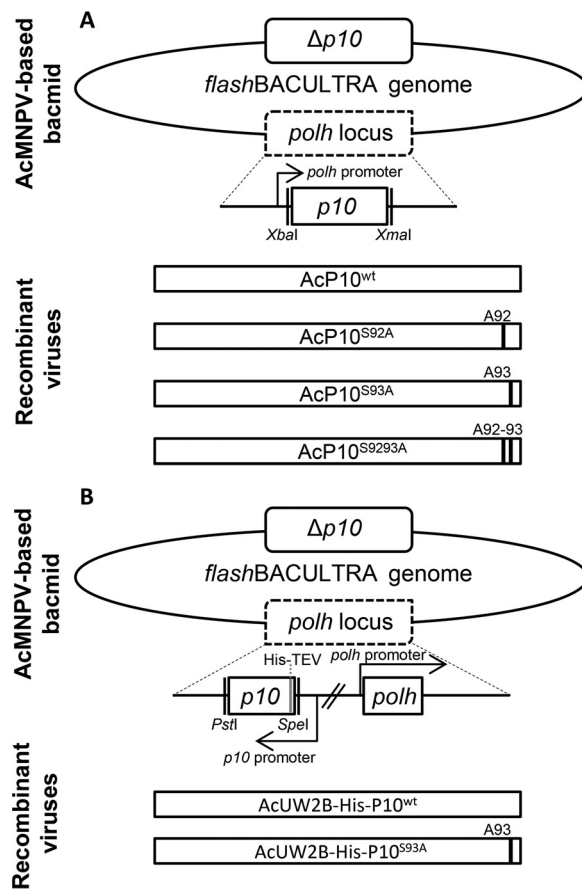 A
AcMNPV-based
bacmid
Δp10
flashBACULTRA genome
polh locus
polh promoter
p10
XbaI
XmaI
Recombinant
viruses
AcP10wt
A92
AcP10S92A
A93
AcP10S93A
A92-93
AcP10S9293A
B
AcMNPV-based
bacmid
Δp10
flashBACULTRA genome
polh locus
His-TEV
polh promoter
p10
polh
PstI
SpeI
p10 promoter
Recombinant
viruses
AcUW2B-His-P10wt
A93
AcUW2B-His-P10S93A